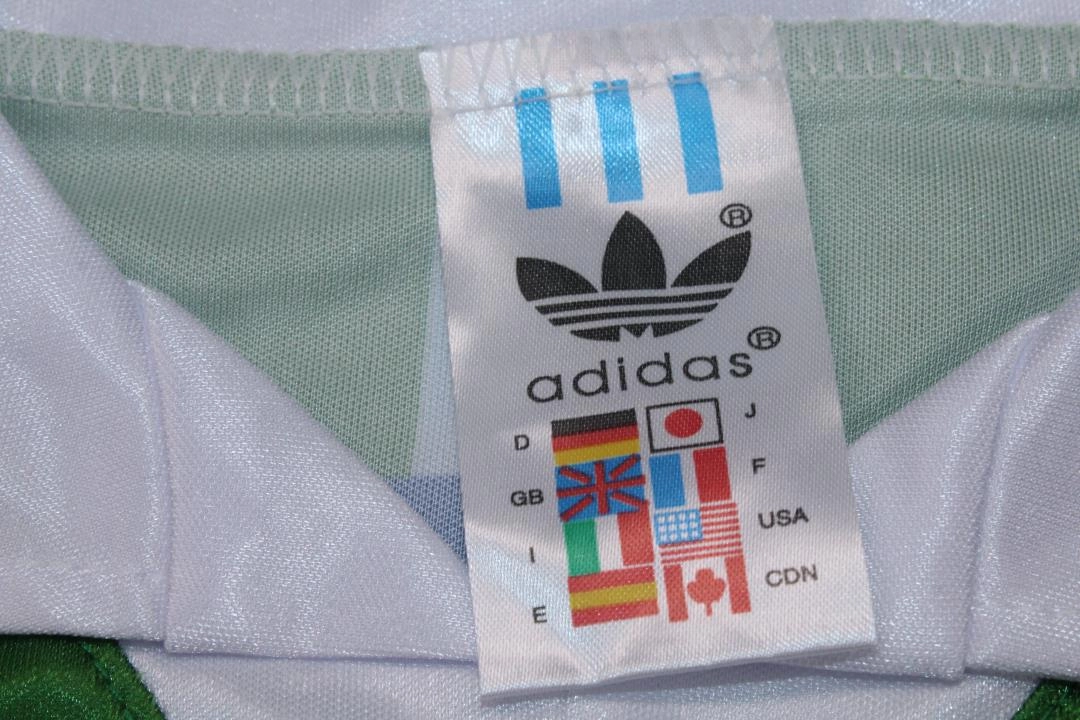 ®
adidas®
D J
GB F
I USA
E CDN